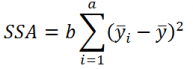 SSA = b ∑_{i=1}^{a} (ȳ_i − ȳ)²